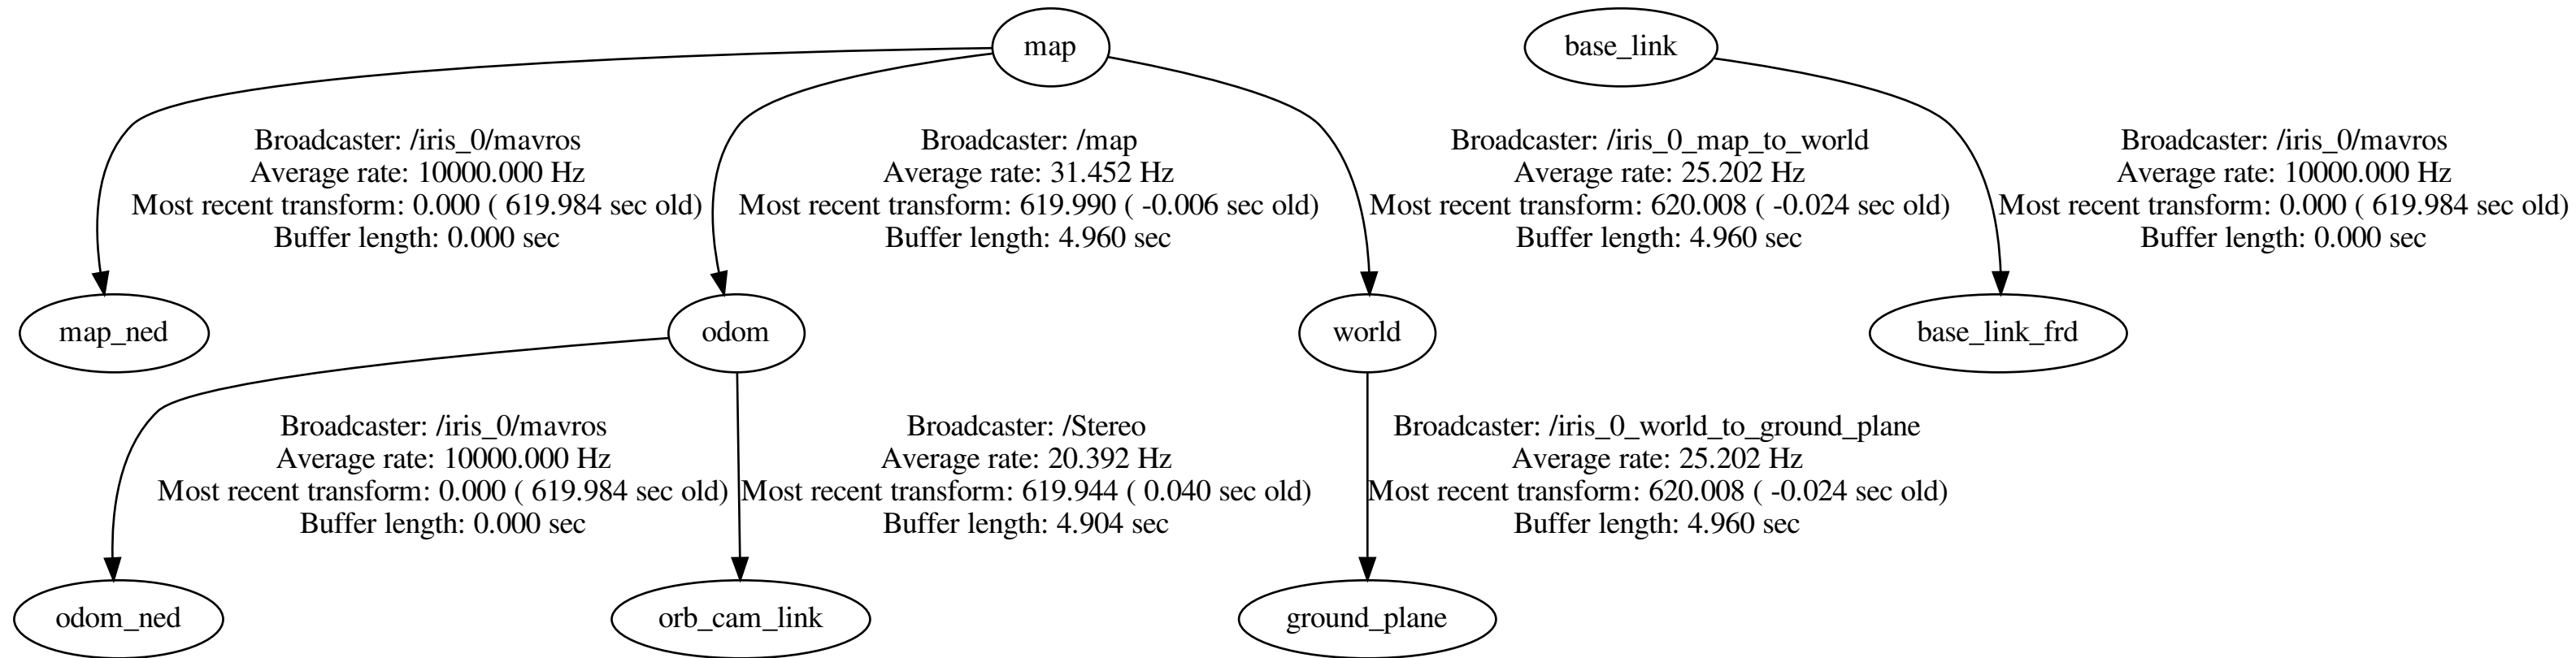 map
base_link
Broadcaster: /iris_0/mavros
Average rate: 10000.000 Hz
Most recent transform: 0.000 ( 619.984 sec old)
Buffer length: 0.000 sec
Broadcaster: /map
Average rate: 31.452 Hz
Most recent transform: 619.990 ( -0.006 sec old)
Buffer length: 4.960 sec
Broadcaster: /iris_0_map_to_world
Average rate: 25.202 Hz
Most recent transform: 620.008 ( -0.024 sec old)
Buffer length: 4.960 sec
Broadcaster: /iris_0/mavros
Average rate: 10000.000 Hz
Most recent transform: 0.000 ( 619.984 sec old)
Buffer length: 0.000 sec
map_ned
odom
world
base_link_frd
Broadcaster: /iris_0/mavros
Average rate: 10000.000 Hz
Most recent transform: 0.000 ( 619.984 sec old)
Buffer length: 0.000 sec
Broadcaster: /Stereo
Average rate: 20.392 Hz
Most recent transform: 619.944 ( 0.040 sec old)
Buffer length: 4.904 sec
Broadcaster: /iris_0_world_to_ground_plane
Average rate: 25.202 Hz
Most recent transform: 620.008 ( -0.024 sec old)
Buffer length: 4.960 sec
odom_ned
orb_cam_link
ground_plane